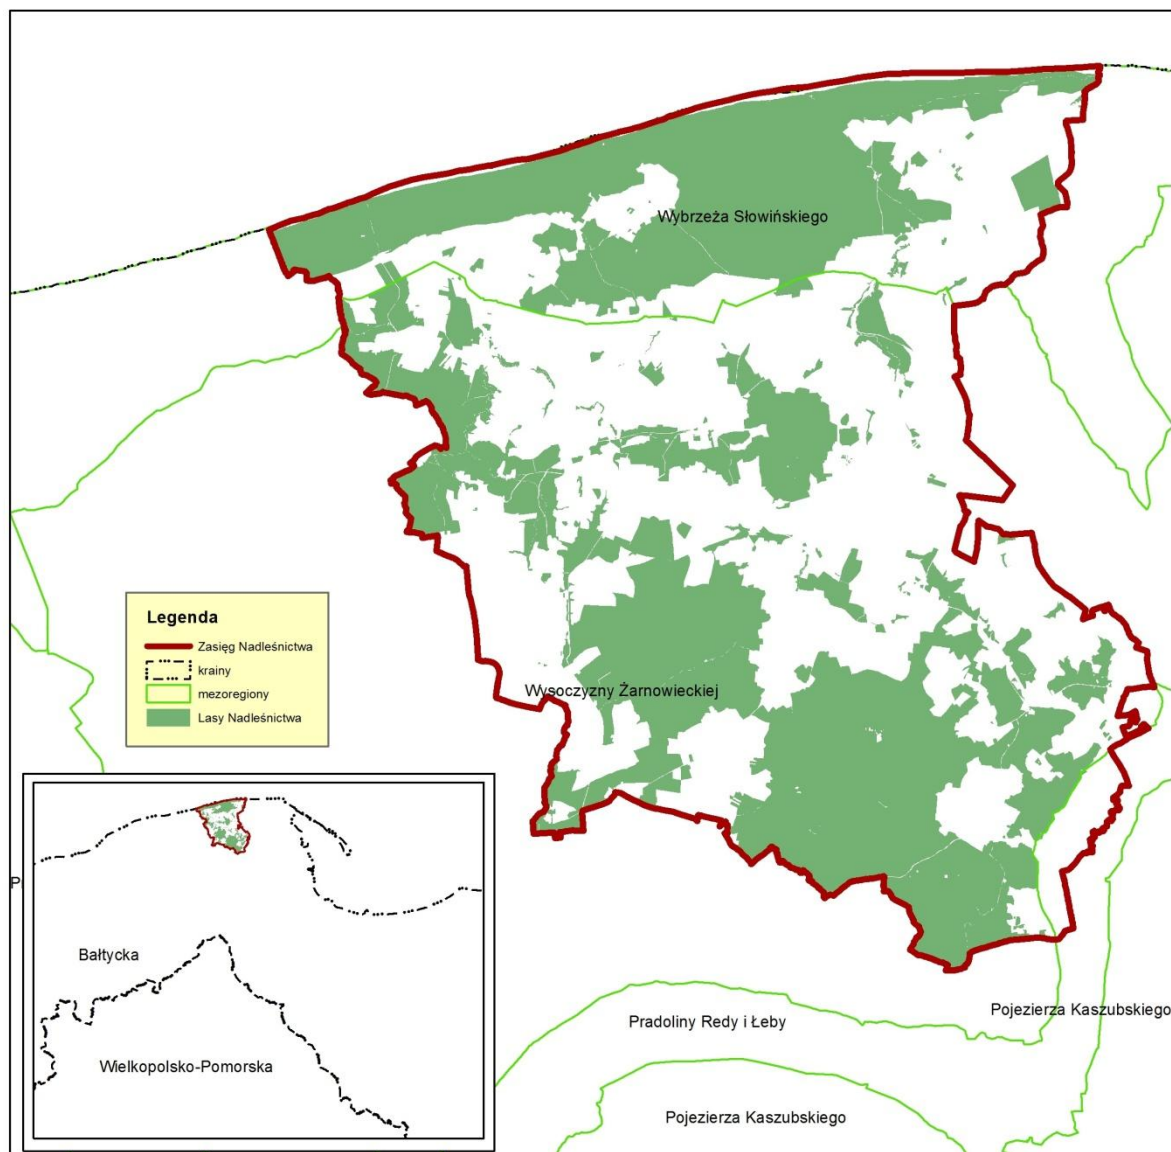 Wybrzeża Słowińskiego
Legenda
Zasięg Nadleśnictwa
krainy
mezoregiony
Lasy Nadleśnictwa
Wysoczyzny Żarnowieckiej
P
Bałtycka
Wielkopolsko-Pomorska
Pojezierza Kaszubskiego
Pradoliny Redy i Łeby
Pojezierza Kaszubskiego